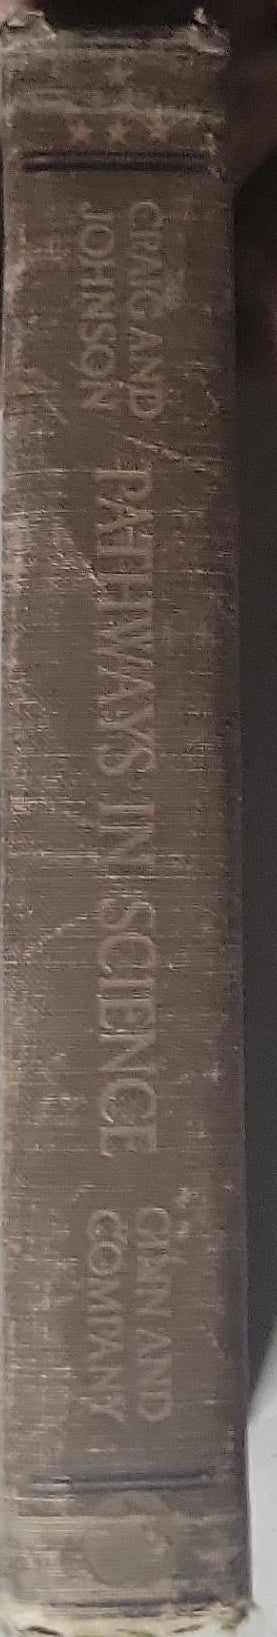 CRAIG AND
JOHNSON
PATHWAYS IN SCIENCE
GINN AND
COMPANY